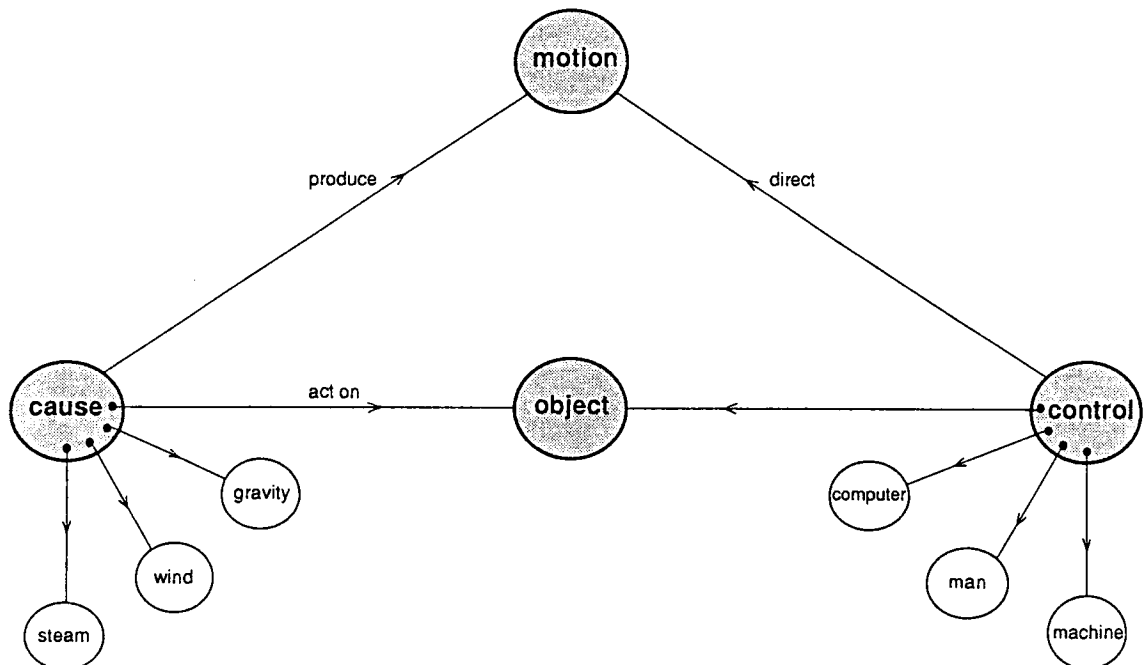 motion
produce
direct
cause
act on
object
control
gravity
computer
wind
man
steam
machine